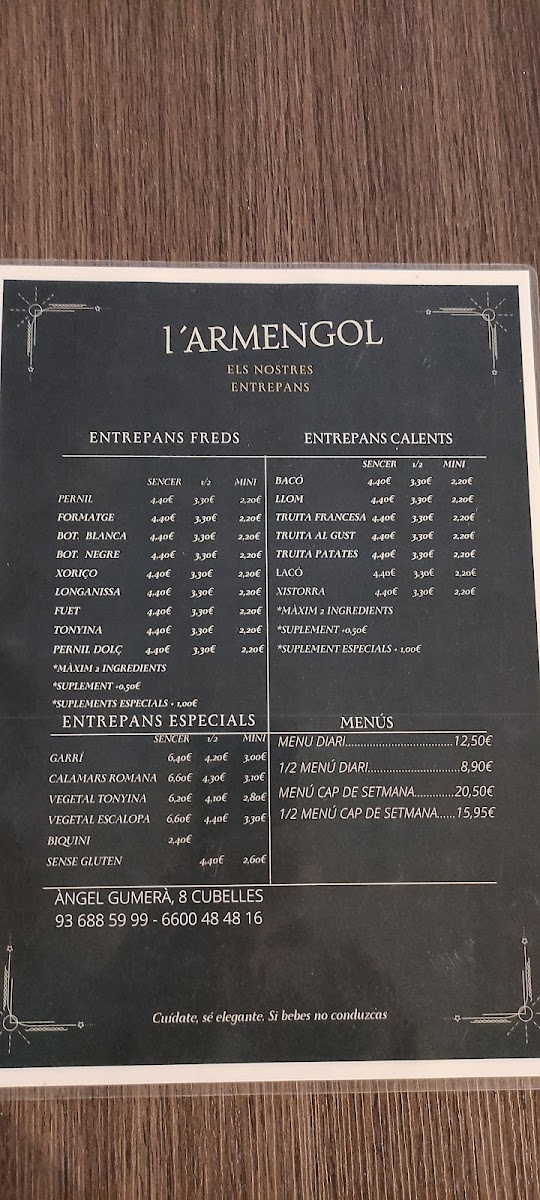 l´ARMENGOL
ELS NOSTRES
ENTREPANS
ENTREPANS FREDS
SENCER 1/2 MINI
PERNIL 4,40€ 3,30€ 2,20€
FORMATGE 4,40€ 3,30€ 2,20€
BOT. BLANCA 4,40€ 3,30€ 2,20€
BOT. NEGRE 4,40€ 3,30€ 2,20€
XORIÇO 4,40€ 3,30€ 2,20€
LONGANISSA 4,40€ 3,30€ 2,20€
FUET 4,40€ 3,30€ 2,20€
TONYINA 4,40€ 3,30€ 2,20€
PERNIL DOLÇ 4,40€ 3,30€ 2,20€
*MÀXIM 2 INGREDIENTS
*SUPLEMENT +0,50€
*SUPLEMENTS ESPECIALS + 1,00€
ENTREPANS CALENTS
SENCER 1/2 MINI
BACÓ 4,40€ 3,30€ 2,20€
LLOM 4,40€ 3,30€ 2,20€
TRUITA FRANCESA 4,40€ 3,30€ 2,20€
TRUITA AL GUST 4,40€ 3,30€ 2,20€
TRUITA PATATES 4,40€ 3,30€ 2,20€
LACÓ 4,40€ 3,30€ 2,20€
XISTORRA 4,40€ 3,30€ 2,20€
*MÀXIM 2 INGREDIENTS
*SUPLEMENT +0,50€
*SUPLEMENT ESPECIALS + 1,00€
ENTREPANS ESPECIALS
SENCER 1/2 MINI
GARRÍ 6,40€ 4,20€ 3,00€
CALAMARS ROMANA 6,60€ 4,30€ 3,10€
VEGETAL TONYINA 6,20€ 4,10€ 2,80€
VEGETAL ESCALOPA 6,60€ 4,40€ 3,30€
BIQUINI 2,40€
SENSE GLUTEN 4,40€ 2,60€
MENÚS
MENU DIARI.................................12,50€
1/2 MENÚ DIARI............................8,90€
MENÚ CAP DE SETMANA............20,50€
1/2 MENÚ CAP DE SETMANA......15,95€
ÀNGEL GUMERÀ, 8 CUBELLES
93 688 59 99 - 6600 48 48 16
Cuídate, sé elegante. Si bebes no conduzcas